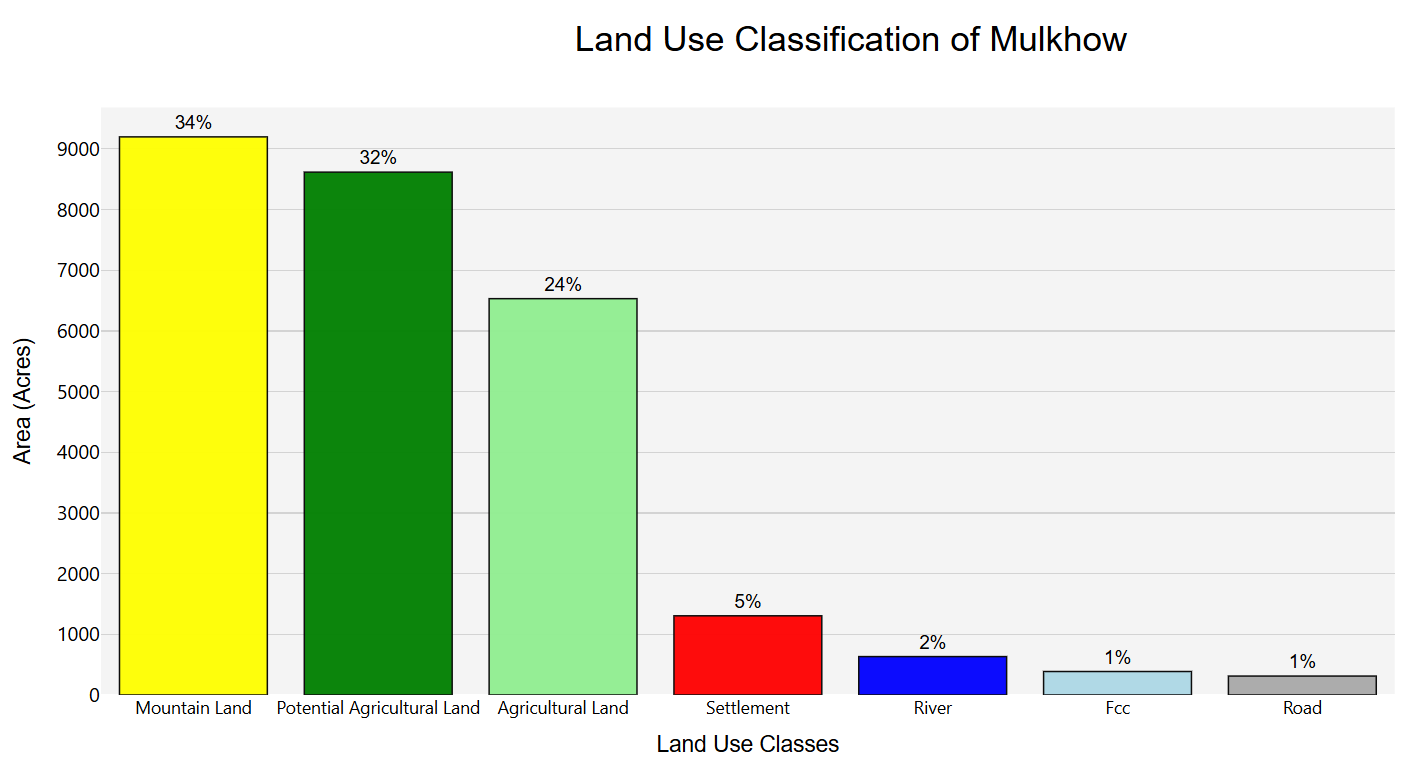 Land Use Classification of Mulkhow
34%
32%
24%
5%
2%
1%
1%
9000
8000
7000
6000
5000
4000
3000
2000
1000
0
Area (Acres)
Mountain Land
Potential Agricultural Land
Agricultural Land
Settlement
River
Fcc
Road
Land Use Classes